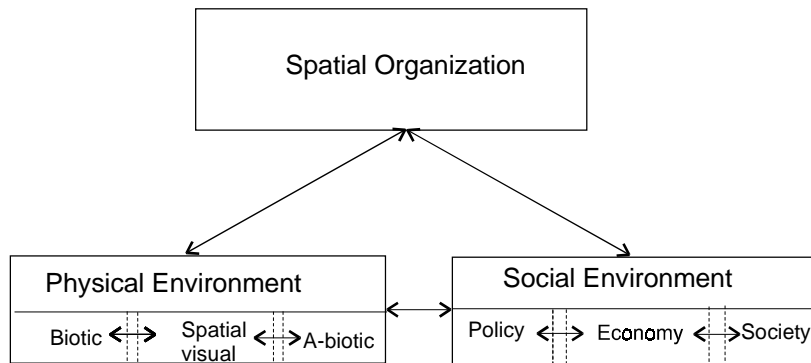 Spatial Organization
Physical Environment
Biotic
Spatial
visual
A-biotic
Social Environment
Policy
Economy
Society